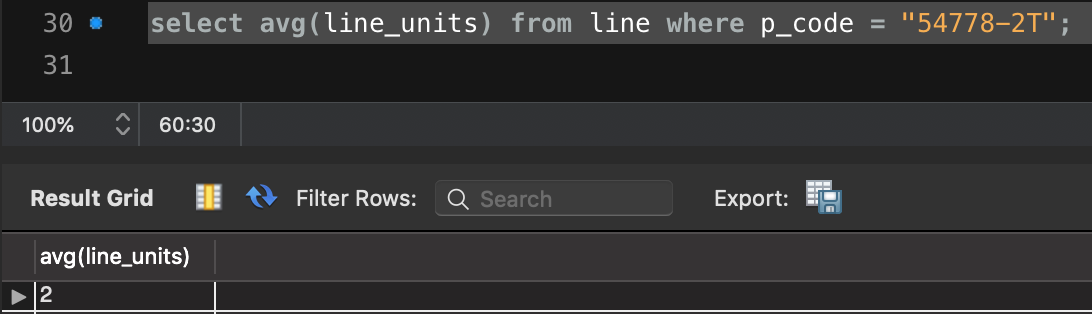 30 select avg(line_units) from line where p_code = "54778-2T";
31
100% 60:30
Result Grid Filter Rows: Search Export:
avg(line_units)
2